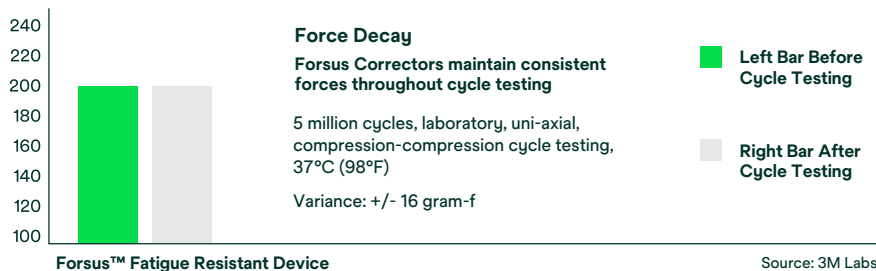 240
220
200
180
160
140
120
100
Forsus™ Fatigue Resistant Device
Force Decay
Forsus Correctors maintain consistent
forces throughout cycle testing
5 million cycles, laboratory, uni-axial,
compression-compression cycle testing,
37°C (98°F)
Variance: +/- 16 gram-f
Left Bar Before
Cycle Testing
Right Bar After
Cycle Testing
Source: 3M Labs